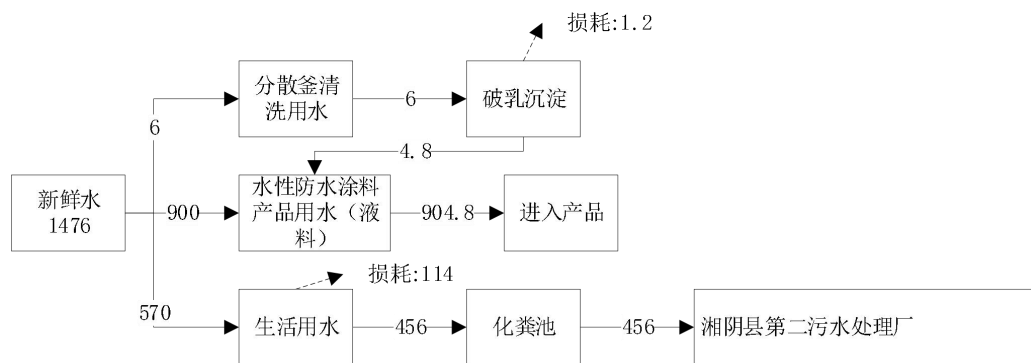 损耗:1.2
分散釜清
洗用水
6
破乳沉淀
6
4.8
新鲜水
1476
900
水性防水涂料
产品用水（液
料）
904.8
进入产品
损耗:114
570
生活用水
456
化粪池
456
湘阴县第二污水处理厂